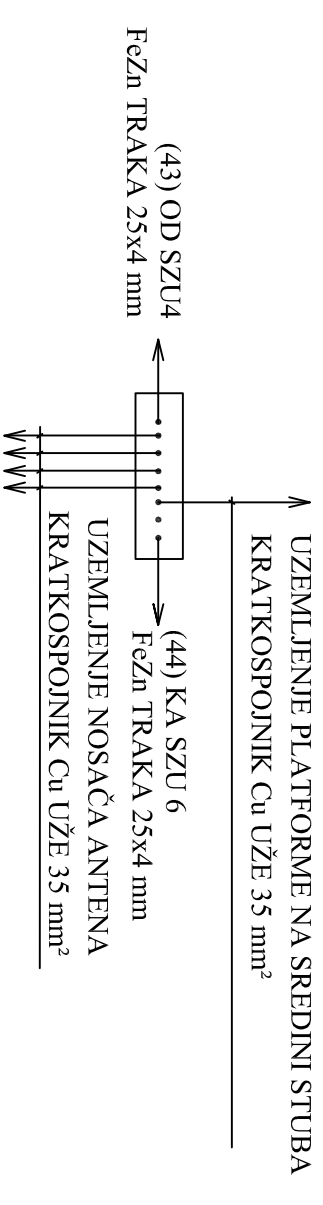 UZEMLJENJE PLATFORME NA SREDINI STUBA
KRATKOSPOJNIK Cu UŽE 35 mm²
(43) OD SZU4
FeZn TRAKA 25x4 mm
(44) KA SZU 6
FeZn TRAKA 25x4 mm
UZEMLJENJE NOSAČA ANTENA
KRATKOSPOJNIK Cu UŽE 35 mm²